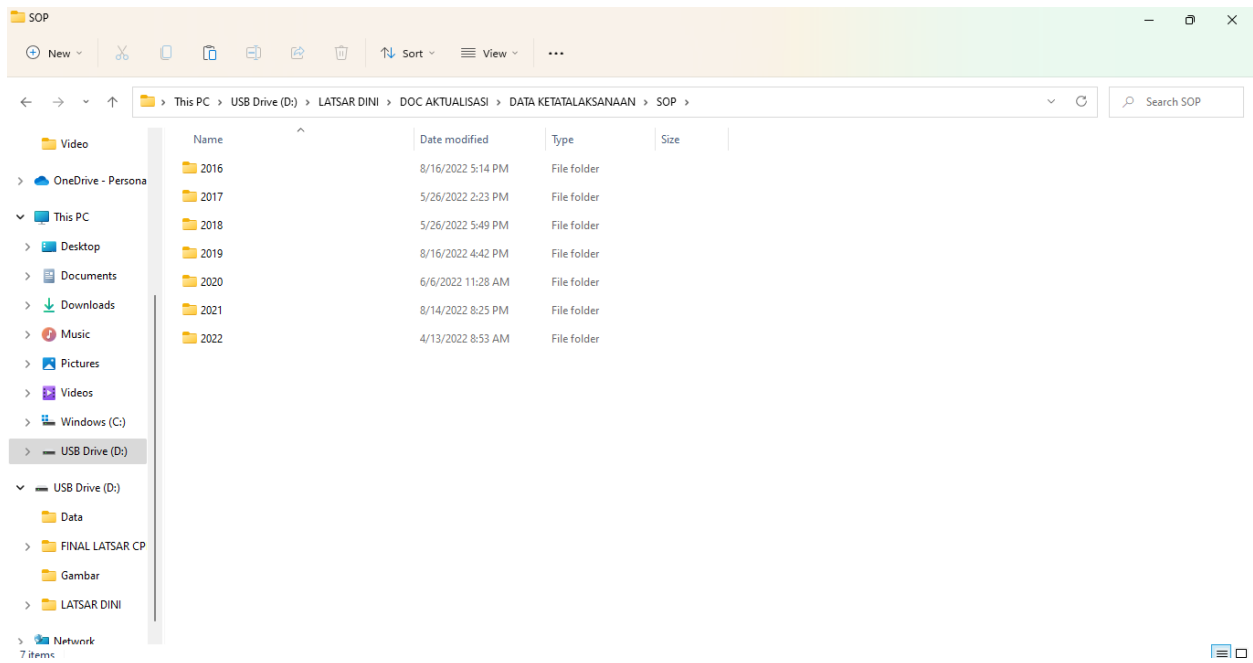 SOP
New Sort View
This PC > USB Drive (D:) > LATSAR DINI > DOC AKTUALISASI > DATA KETATALAKSANAAN > SOP >
Search SOP
Video
OneDrive - Persona
This PC
Desktop
Documents
Downloads
Music
Pictures
Videos
Windows (C:)
USB Drive (D:)
USB Drive (D:)
Data
FINAL LATSAR CP
Gambar
LATSAR DINI
Network
Name Date modified Type Size
2016 8/16/2022 5:14 PM File folder
2017 5/26/2022 2:23 PM File folder
2018 5/26/2022 5:49 PM File folder
2019 8/16/2022 4:42 PM File folder
2020 6/6/2022 11:28 AM File folder
2021 8/14/2022 8:25 PM File folder
2022 4/13/2022 8:53 AM File folder
7 items